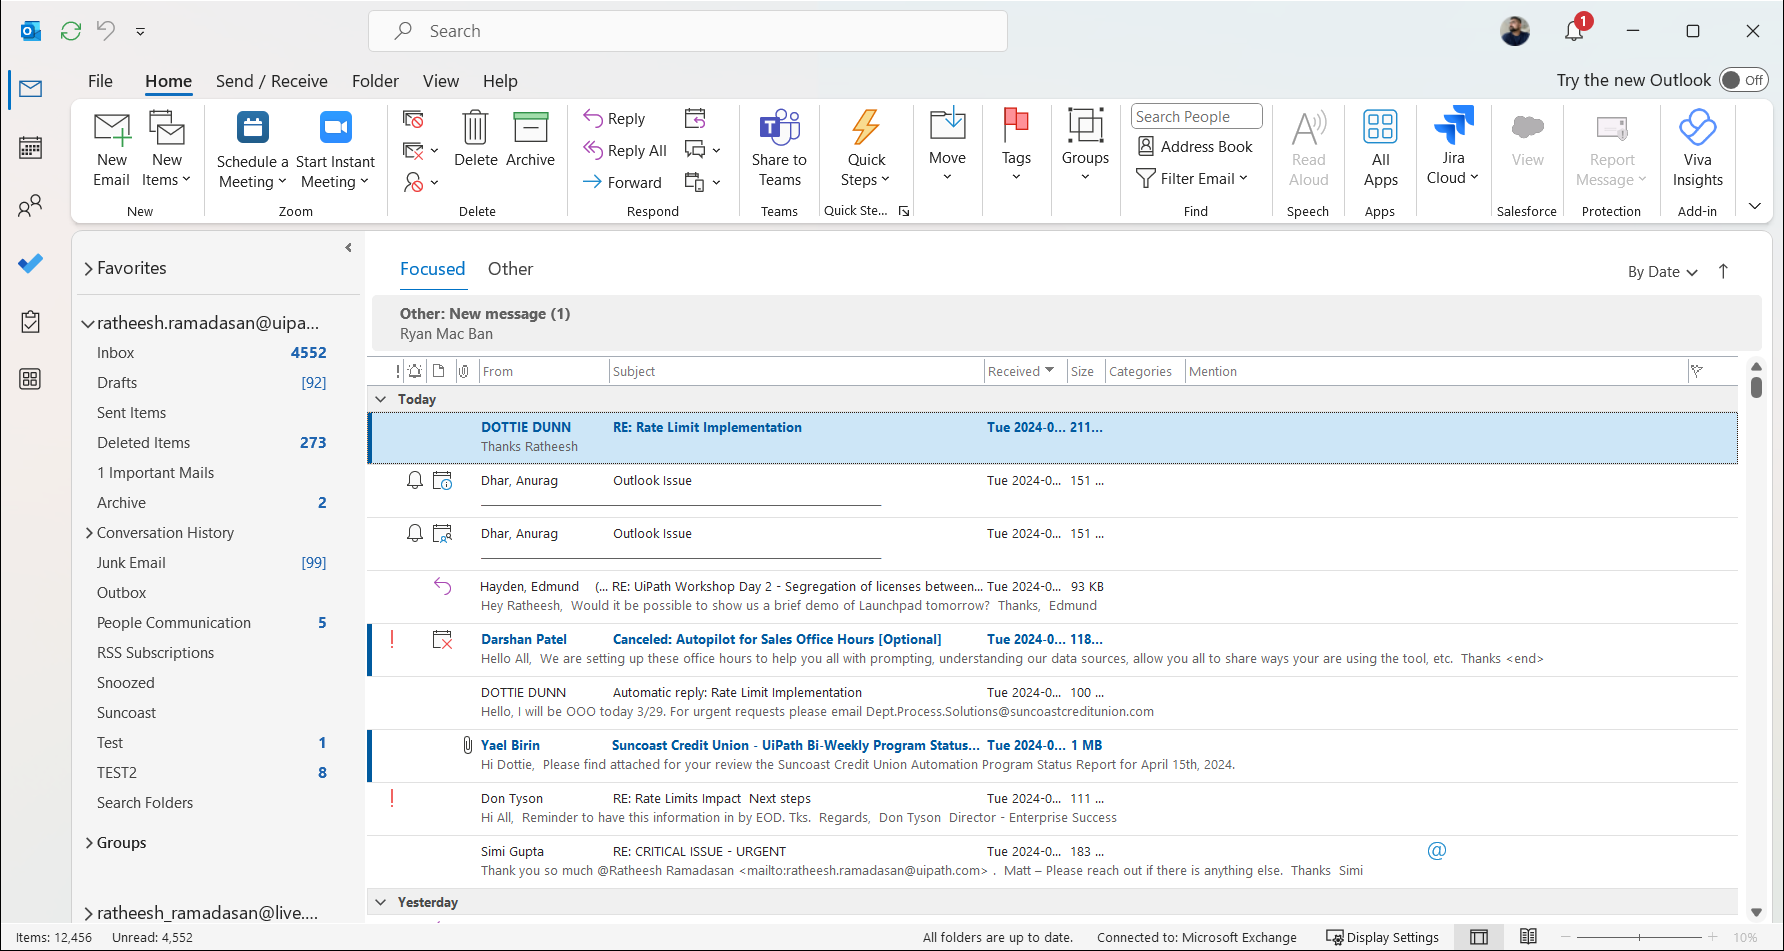 Search
1
File Home Send / Receive Folder View Help
Try the new Outlook Off
New Email
New Items
New
Schedule a Meeting
Start Instant Meeting
Zoom
Delete
Archive
Delete
Reply
Reply All
Forward
Respond
Share to Teams
Teams
Quick Steps
Quick Ste...
Move
Tags
Groups
Search People
Address Book
Filter Email
Find
Read Aloud
Speech
All Apps
Apps
Jira Cloud
View
Salesforce
Report Message
Protection
Viva Insights
Add-in
Favorites
ratheesh.ramadasan@uipa...
Inbox 4552
Drafts [92]
Sent Items
Deleted Items 273
1 Important Mails
Archive 2
Conversation History
Junk Email [99]
Outbox
People Communication 5
RSS Subscriptions
Snoozed
Suncoast
Test 1
TEST2 8
Search Folders
Groups
ratheesh_ramadasan@live....
Focused Other
By Date
Other: New message (1)
Ryan Mac Ban
! From Subject Received Size Categories Mention
Today
DOTTIE DUNN RE: Rate Limit Implementation Tue 2024-0... 211...
Thanks Ratheesh
Dhar, Anurag Outlook Issue Tue 2024-0... 151 ...
Dhar, Anurag Outlook Issue Tue 2024-0... 151 ...
Hayden, Edmund (... RE: UiPath Workshop Day 2 - Segregation of licenses between... Tue 2024-0... 93 KB
Hey Ratheesh, Would it be possible to show us a brief demo of Launchpad tomorrow? Thanks, Edmund
! Darshan Patel Canceled: Autopilot for Sales Office Hours [Optional] Tue 2024-0... 118...
Hello All, We are setting up these office hours to help you all with prompting, understanding our data sources, allow you all to share ways your are using the tool, etc. Thanks <end>
DOTTIE DUNN Automatic reply: Rate Limit Implementation Tue 2024-0... 100 ...
Hello, I will be OOO today 3/29. For urgent requests please email Dept.Process.Solutions@suncoastcreditunion.com
Yael Birin Suncoast Credit Union - UiPath Bi-Weekly Program Status... Tue 2024-0... 1 MB
Hi Dottie, Please find attached for your review the Suncoast Credit Union Automation Program Status Report for April 15th, 2024.
! Don Tyson RE: Rate Limits Impact Next steps Tue 2024-0... 111 ...
Hi All, Reminder to have this information in by EOD. Tks. Regards, Don Tyson Director - Enterprise Success
Simi Gupta RE: CRITICAL ISSUE - URGENT Tue 2024-0... 183 ... @
Thank you so much @Ratheesh Ramadasan <mailto:ratheesh.ramadasan@uipath.com> . Matt – Please reach out if there is anything else. Thanks Simi
Yesterday
Items: 12,456 Unread: 4,552 All folders are up to date. Connected to: Microsoft Exchange Display Settings 10%